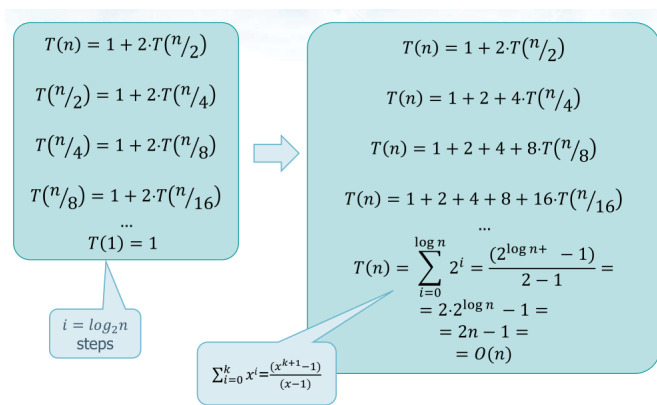 T(n) = 1 + 2·T(n/2)
T(n/2) = 1 + 2·T(n/4)
T(n/4) = 1 + 2·T(n/8)
T(n/8) = 1 + 2·T(n/16)
...
T(1) = 1
i = log₂n
steps
T(n) = 1 + 2·T(n/2)
T(n) = 1 + 2 + 4·T(n/4)
T(n) = 1 + 2 + 4 + 8·T(n/8)
T(n) = 1 + 2 + 4 + 8 + 16·T(n/16)
...
T(n) = ∑_{i=0}^{log n} 2^i = (2^{log n+} − 1)/(2 − 1) =
= 2·2^{log n} − 1 =
= 2n − 1 =
= O(n)
∑_{i=0}^{k} x^i=(x^{k+1}−1)/(x−1)